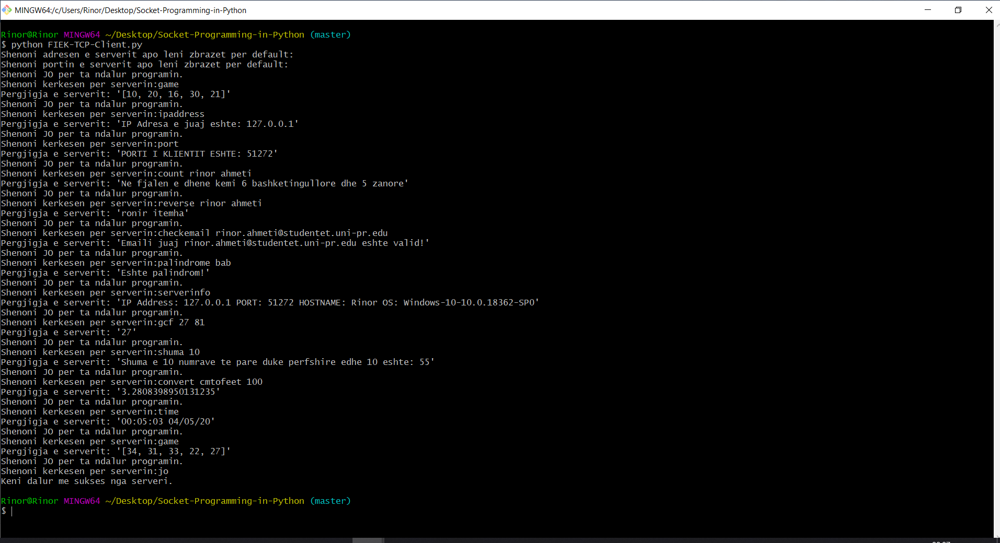 MINGW64:/c/Users/Rinor/Desktop/Socket-Programming-in-Python
Rinor@Rinor MINGW64 ~/Desktop/Socket-Programming-in-Python (master)
$ python FIEK-TCP-Client.py
Shenoni adresen e serverit apo leni zbrazet per default:
Shenoni portin e serverit apo leni zbrazet per default:
Shenoni JO per ta ndalur programin.
Shenoni kerkesen per serverin:game
Pergjigja e serverit: '[10, 20, 16, 30, 21]'
Shenoni JO per ta ndalur programin.
Shenoni kerkesen per serverin:ipaddress
Pergjigja e serverit: 'IP Adresa e juaj eshte: 127.0.0.1'
Shenoni JO per ta ndalur programin.
Shenoni kerkesen per serverin:port
Pergjigja e serverit: 'PORTI I KLIENTIT ESHTE: 51272'
Shenoni JO per ta ndalur programin.
Shenoni kerkesen per serverin:count rinor ahmeti
Pergjigja e serverit: 'Ne fjalen e dhene kemi 6 bashketingullore dhe 5 zanore'
Shenoni JO per ta ndalur programin.
Shenoni kerkesen per serverin:reverse rinor ahmeti
Pergjigja e serverit: 'ronir itemha'
Shenoni JO per ta ndalur programin.
Shenoni kerkesen per serverin:checkemail rinor.ahmeti@studentet.uni-pr.edu
Pergjigja e serverit: 'Emaili juaj rinor.ahmeti@studentet.uni-pr.edu eshte valid!'
Shenoni JO per ta ndalur programin.
Shenoni kerkesen per serverin:palindrome bab
Pergjigja e serverit: 'Eshte palindrom!'
Shenoni JO per ta ndalur programin.
Shenoni kerkesen per serverin:serverinfo
Pergjigja e serverit: 'IP Address: 127.0.0.1 PORT: 51272 HOSTNAME: Rinor OS: Windows-10-10.0.18362-SP0'
Shenoni JO per ta ndalur programin.
Shenoni kerkesen per serverin:gcf 27 81
Pergjigja e serverit: '27'
Shenoni JO per ta ndalur programin.
Shenoni kerkesen per serverin:shuma 10
Pergjigja e serverit: 'Shuma e 10 numrave te pare duke perfshire edhe 10 eshte: 55'
Shenoni JO per ta ndalur programin.
Shenoni kerkesen per serverin:convert cmtofeet 100
Pergjigja e serverit: '3.2808398950131235'
Shenoni JO per ta ndalur programin.
Shenoni kerkesen per serverin:time
Pergjigja e serverit: '00:05:03 04/05/20'
Shenoni JO per ta ndalur programin.
Shenoni kerkesen per serverin:game
Pergjigja e serverit: '[34, 31, 33, 22, 27]'
Shenoni JO per ta ndalur programin.
Shenoni kerkesen per serverin:jo
Keni dalur me sukses nga serveri.
Rinor@Rinor MINGW64 ~/Desktop/Socket-Programming-in-Python (master)
$